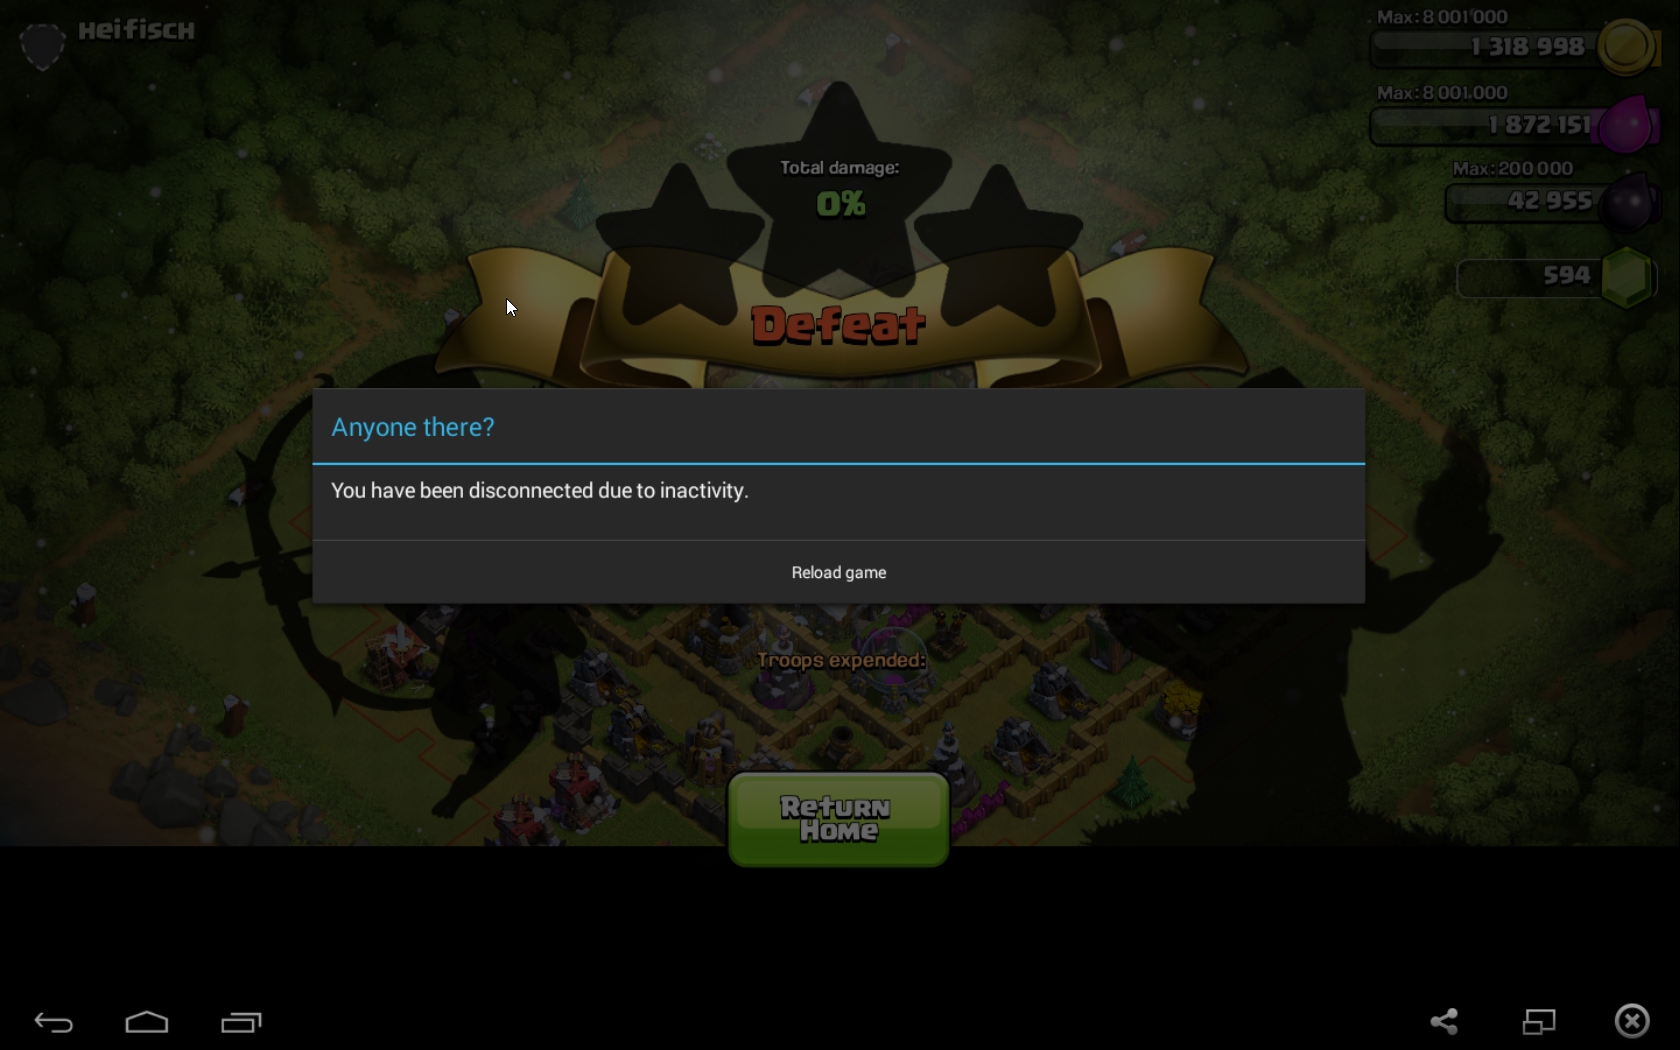 Heifisch
Max: 8 001 000
1 318 998
Max: 8 001 000
1 872 151
Max: 200 000
42 955
594
Total damage:
0%
Defeat
Anyone there?
You have been disconnected due to inactivity.
Reload game
Troops expended:
Return
Home